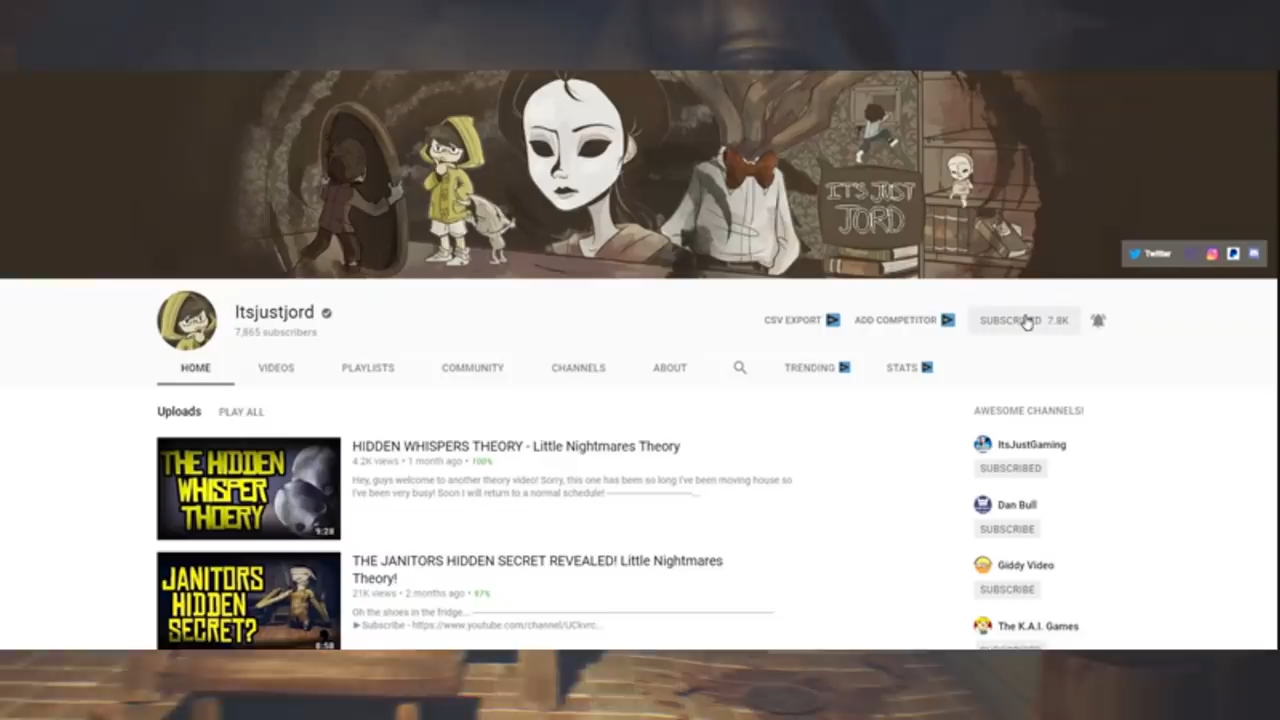 IT'S JUST
JORD
Twitter
Itsjustjord
7,865 subscribers
CSV EXPORT
ADD COMPETITOR
SUBSCRIBED 7.8K
HOME
VIDEOS
PLAYLISTS
COMMUNITY
CHANNELS
ABOUT
TRENDING
STATS
Uploads PLAY ALL
THE HIDDEN
WHISPER
THOERY
9:28
HIDDEN WHISPERS THEORY - Little Nightmares Theory
4.2K views • 1 month ago • 100%
Hey, guys welcome to another theory video! Sorry, this one has been so long I've been moving house so
I've been very busy! Soon I will return to a normal schedule! ——————————...
JANITORS
HIDDEN
SECRET?
8:58
THE JANITORS HIDDEN SECRET REVEALED! Little Nightmares
Theory!
21K views • 2 months ago • 97%
Oh the shoes in the fridge... ——————————
►Subscribe - https://www.youtube.com/channel/UCkvrc...
AWESOME CHANNELS!
ItsJustGaming
SUBSCRIBED
Dan Bull
SUBSCRIBE
Giddy Video
SUBSCRIBE
The K.A.I. Games